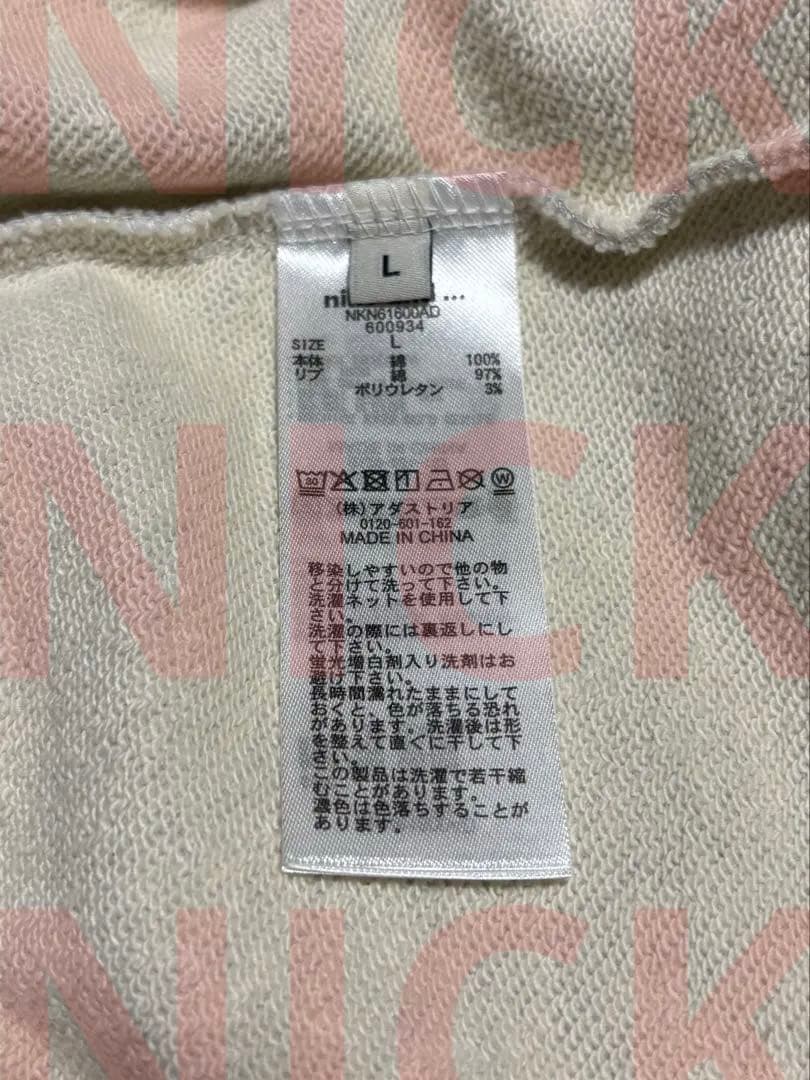 NICK
L
NKN61600AD
600934
SIZE L
本体 綿 100%
リブ 綿 97%
ポリウレタン 3%
30
W
(株)アダストリア
0120-601-162
MADE IN CHINA
移染しやすいので他の物
と分けて洗って下さい。
洗濯ネットを使用して下
さい。
洗濯の際には裏返しにし
て下さい。
蛍光増白剤入り洗剤はお
避け下さい。
長時間濡れたままにして
おくと、色が落ちる恐れ
があります。洗濯後は形
を整えて直ぐに干して下
さい。
この製品は洗濯で若干縮
むことがあります。
濃色は色落ちすることが
あります。
NICK
NICK